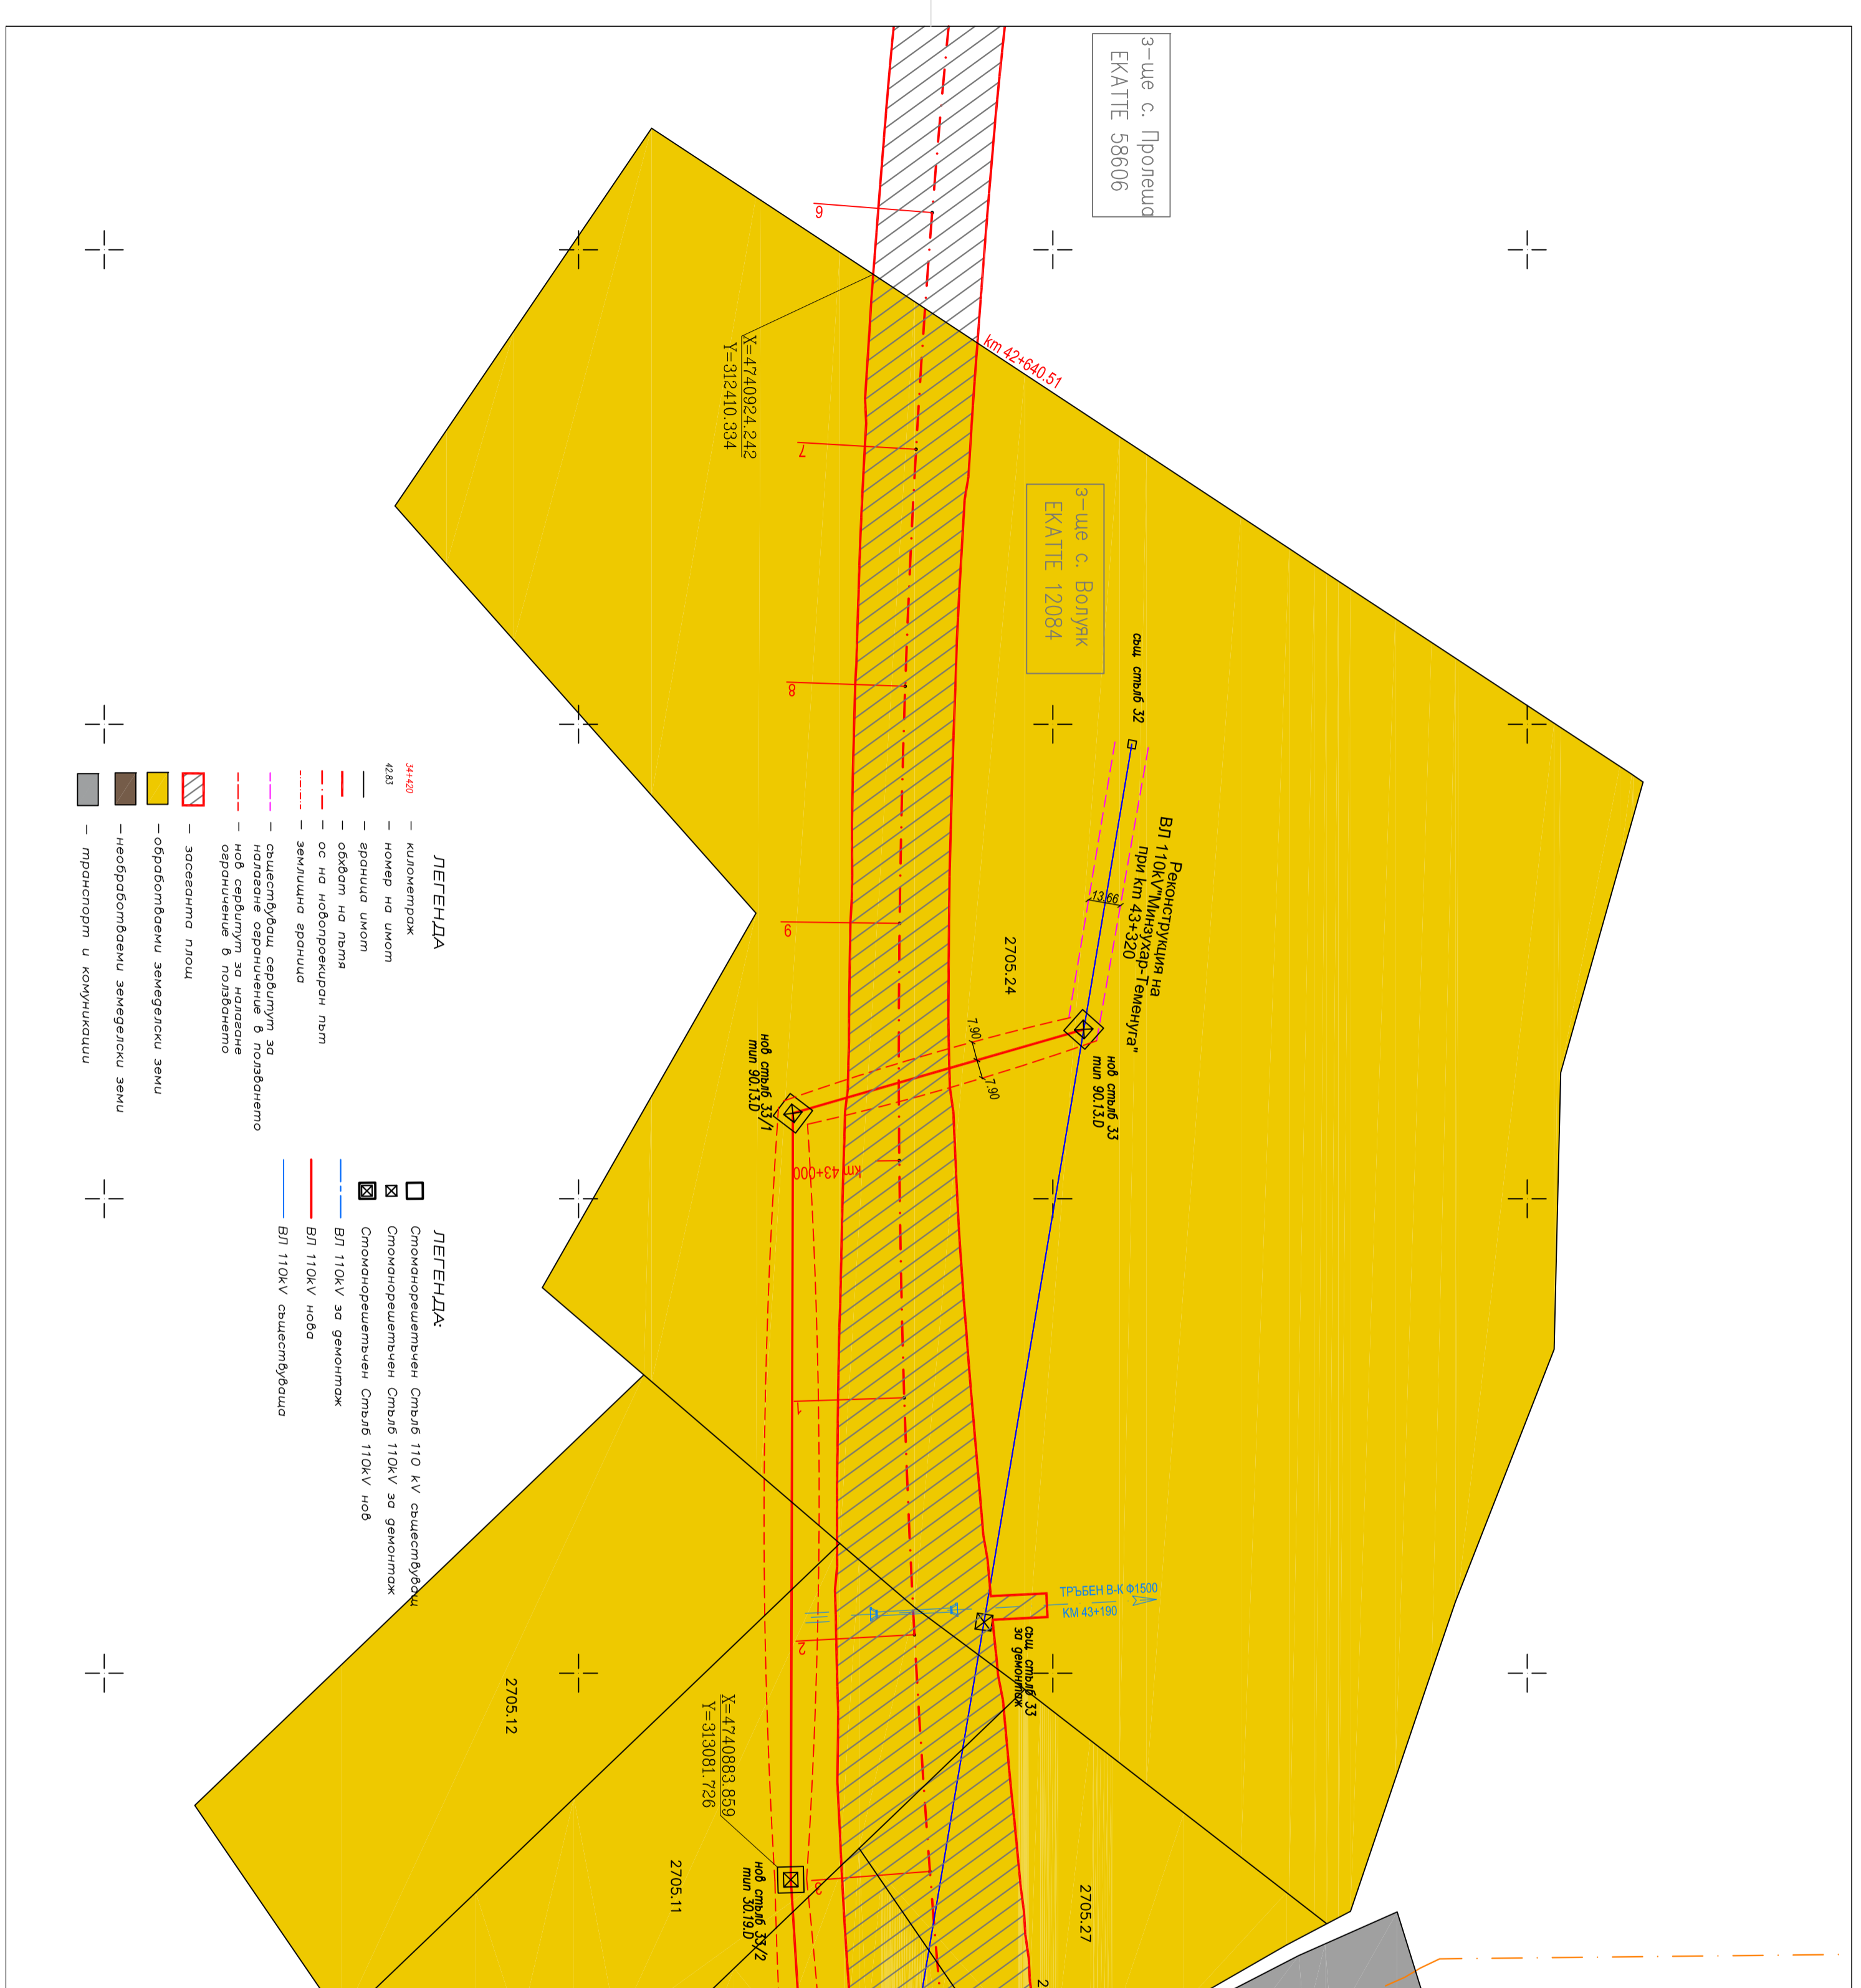 з-ще с. Пролеша
ЕКАТТЕ 58606
6
km 42+640.51
X=4740924.242
Y=312410.334
7
з-ще с. Волуяк
ЕКАТТЕ 12084
същ. стълб 32
8
Реконструкция на
ВЛ 110kV"Минзухар-Теменуга"
при km 43+320
13.66
9
2705.24
7.90
7.90
нов стълб 33
тип 90.13.D
нов стълб 33/1
тип 90.13.D
km 43+000
1
ТРЪБЕН В-К Ф1500
КМ 43+190
2
същ. стълб 33
за демонтаж
2705.12
X=4740883.859
Y=313081.726
2705.11
нов стълб 33/2
тип 30.19.D
3
2705.27
2
ЛЕГЕНДА
34+420 – километраж
42.83 – номер на имот
– граница имот
– обхват на пътя
– ос на новопроекиран път
– землищна граница
– съществуващ сервитут за
налагане ограничение в ползването
– нов сервитут за налагане
ограничение в ползването
– засегната площ
–обработваеми земеделски земи
–необработваеми земеделски земи
– транспорт и комуникации
ЛЕГЕНДА:
Стоманорешетъчен Стълб 110 kV съществуващ
Стоманорешетъчен Стълб 110kV за демонтаж
Стоманорешетъчен Стълб 110kV нов
ВЛ 110kV за демонтаж
ВЛ 110kV нова
ВЛ 110kV съществуваща